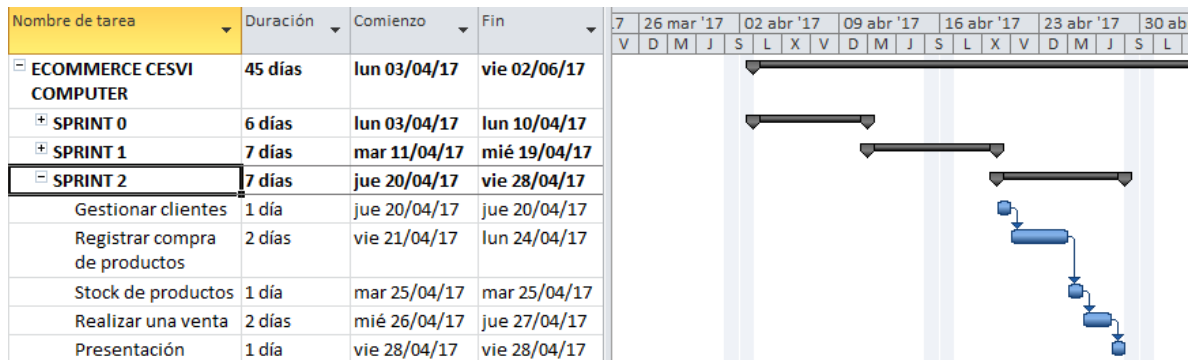 Nombre de tarea Duración Comienzo Fin
.7 26 mar '17 02 abr '17 09 abr '17 16 abr '17 23 abr '17 30 ab
V D M J S L X V D M J S L X V D M J S L
ECOMMERCE CESVI 45 días lun 03/04/17 vie 02/06/17
COMPUTER
SPRINT 0 6 días lun 03/04/17 lun 10/04/17
SPRINT 1 7 días mar 11/04/17 mié 19/04/17
SPRINT 2 7 días jue 20/04/17 vie 28/04/17
Gestionar clientes 1 día jue 20/04/17 jue 20/04/17
Registrar compra 2 días vie 21/04/17 lun 24/04/17
de productos
Stock de productos 1 día mar 25/04/17 mar 25/04/17
Realizar una venta 2 días mié 26/04/17 jue 27/04/17
Presentación 1 día vie 28/04/17 vie 28/04/17